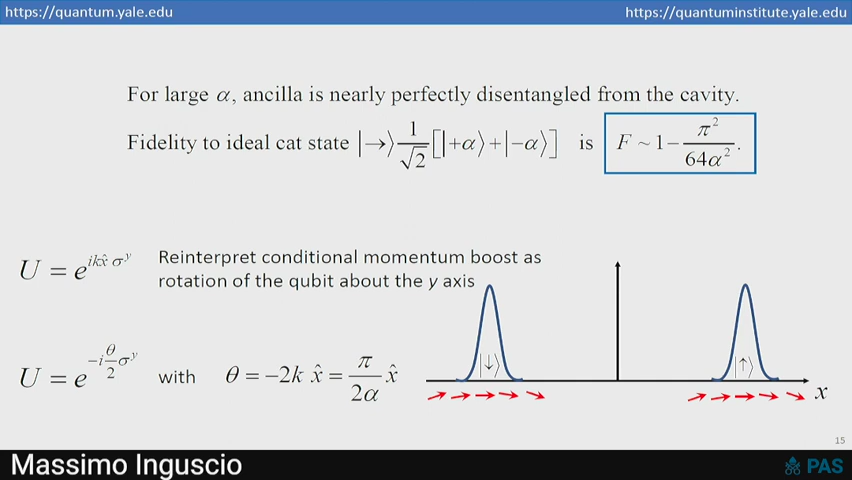 https://quantum.yale.edu
https://quantuminstitute.yale.edu
For large α, ancilla is nearly perfectly disentangled from the cavity.
Fidelity to ideal cat state |→⟩ 1/√2 [|+α⟩+|−α⟩] is F ~ 1 − π²/64α².
U = e^{ikx̂ σ^y} Reinterpret conditional momentum boost as
rotation of the qubit about the y axis
U = e^{−i θ/2 σ^y} with θ = −2k x̂ = π/2α x̂
|↓⟩
|↑⟩
x
15
Massimo Inguscio
PAS